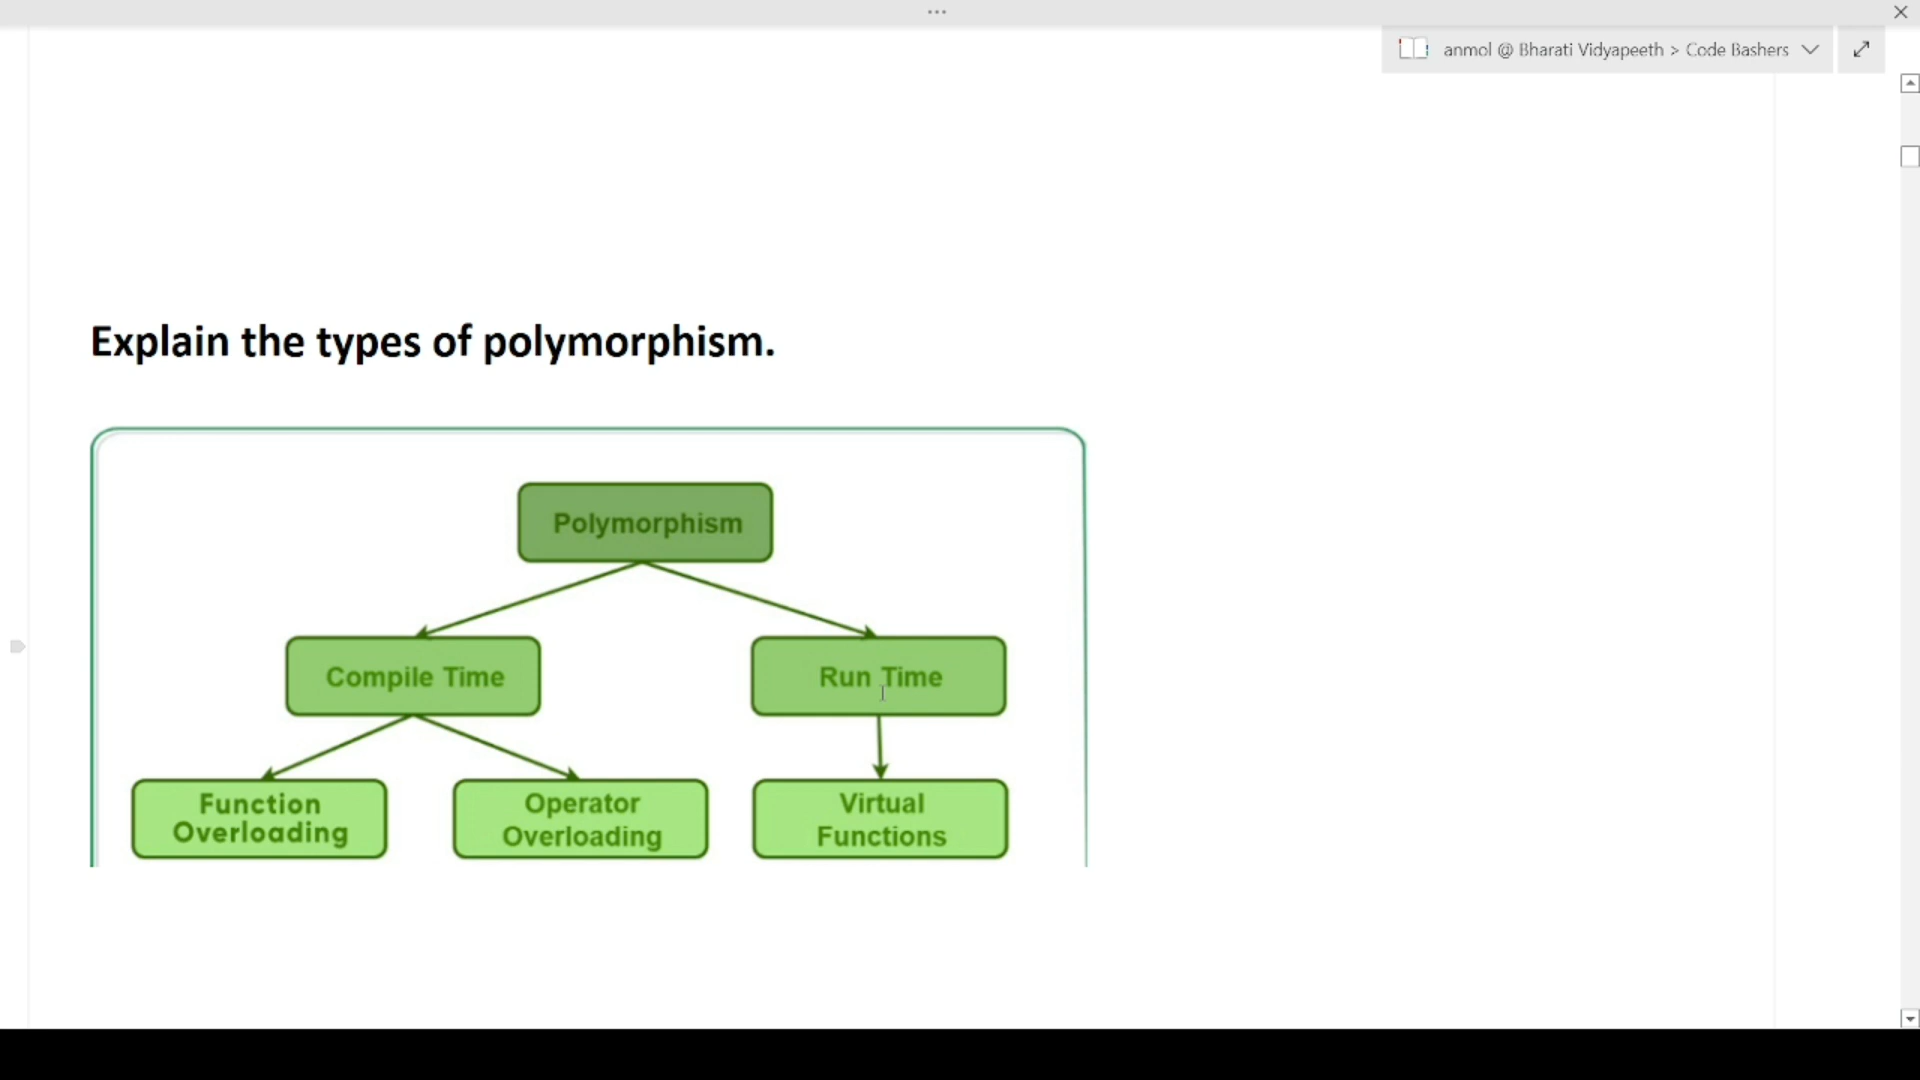 anmol @ Bharati Vidyapeeth > Code Bashers
Explain the types of polymorphism.
Polymorphism
Compile Time
Run Time
Function
Overloading
Operator
Overloading
Virtual
Functions